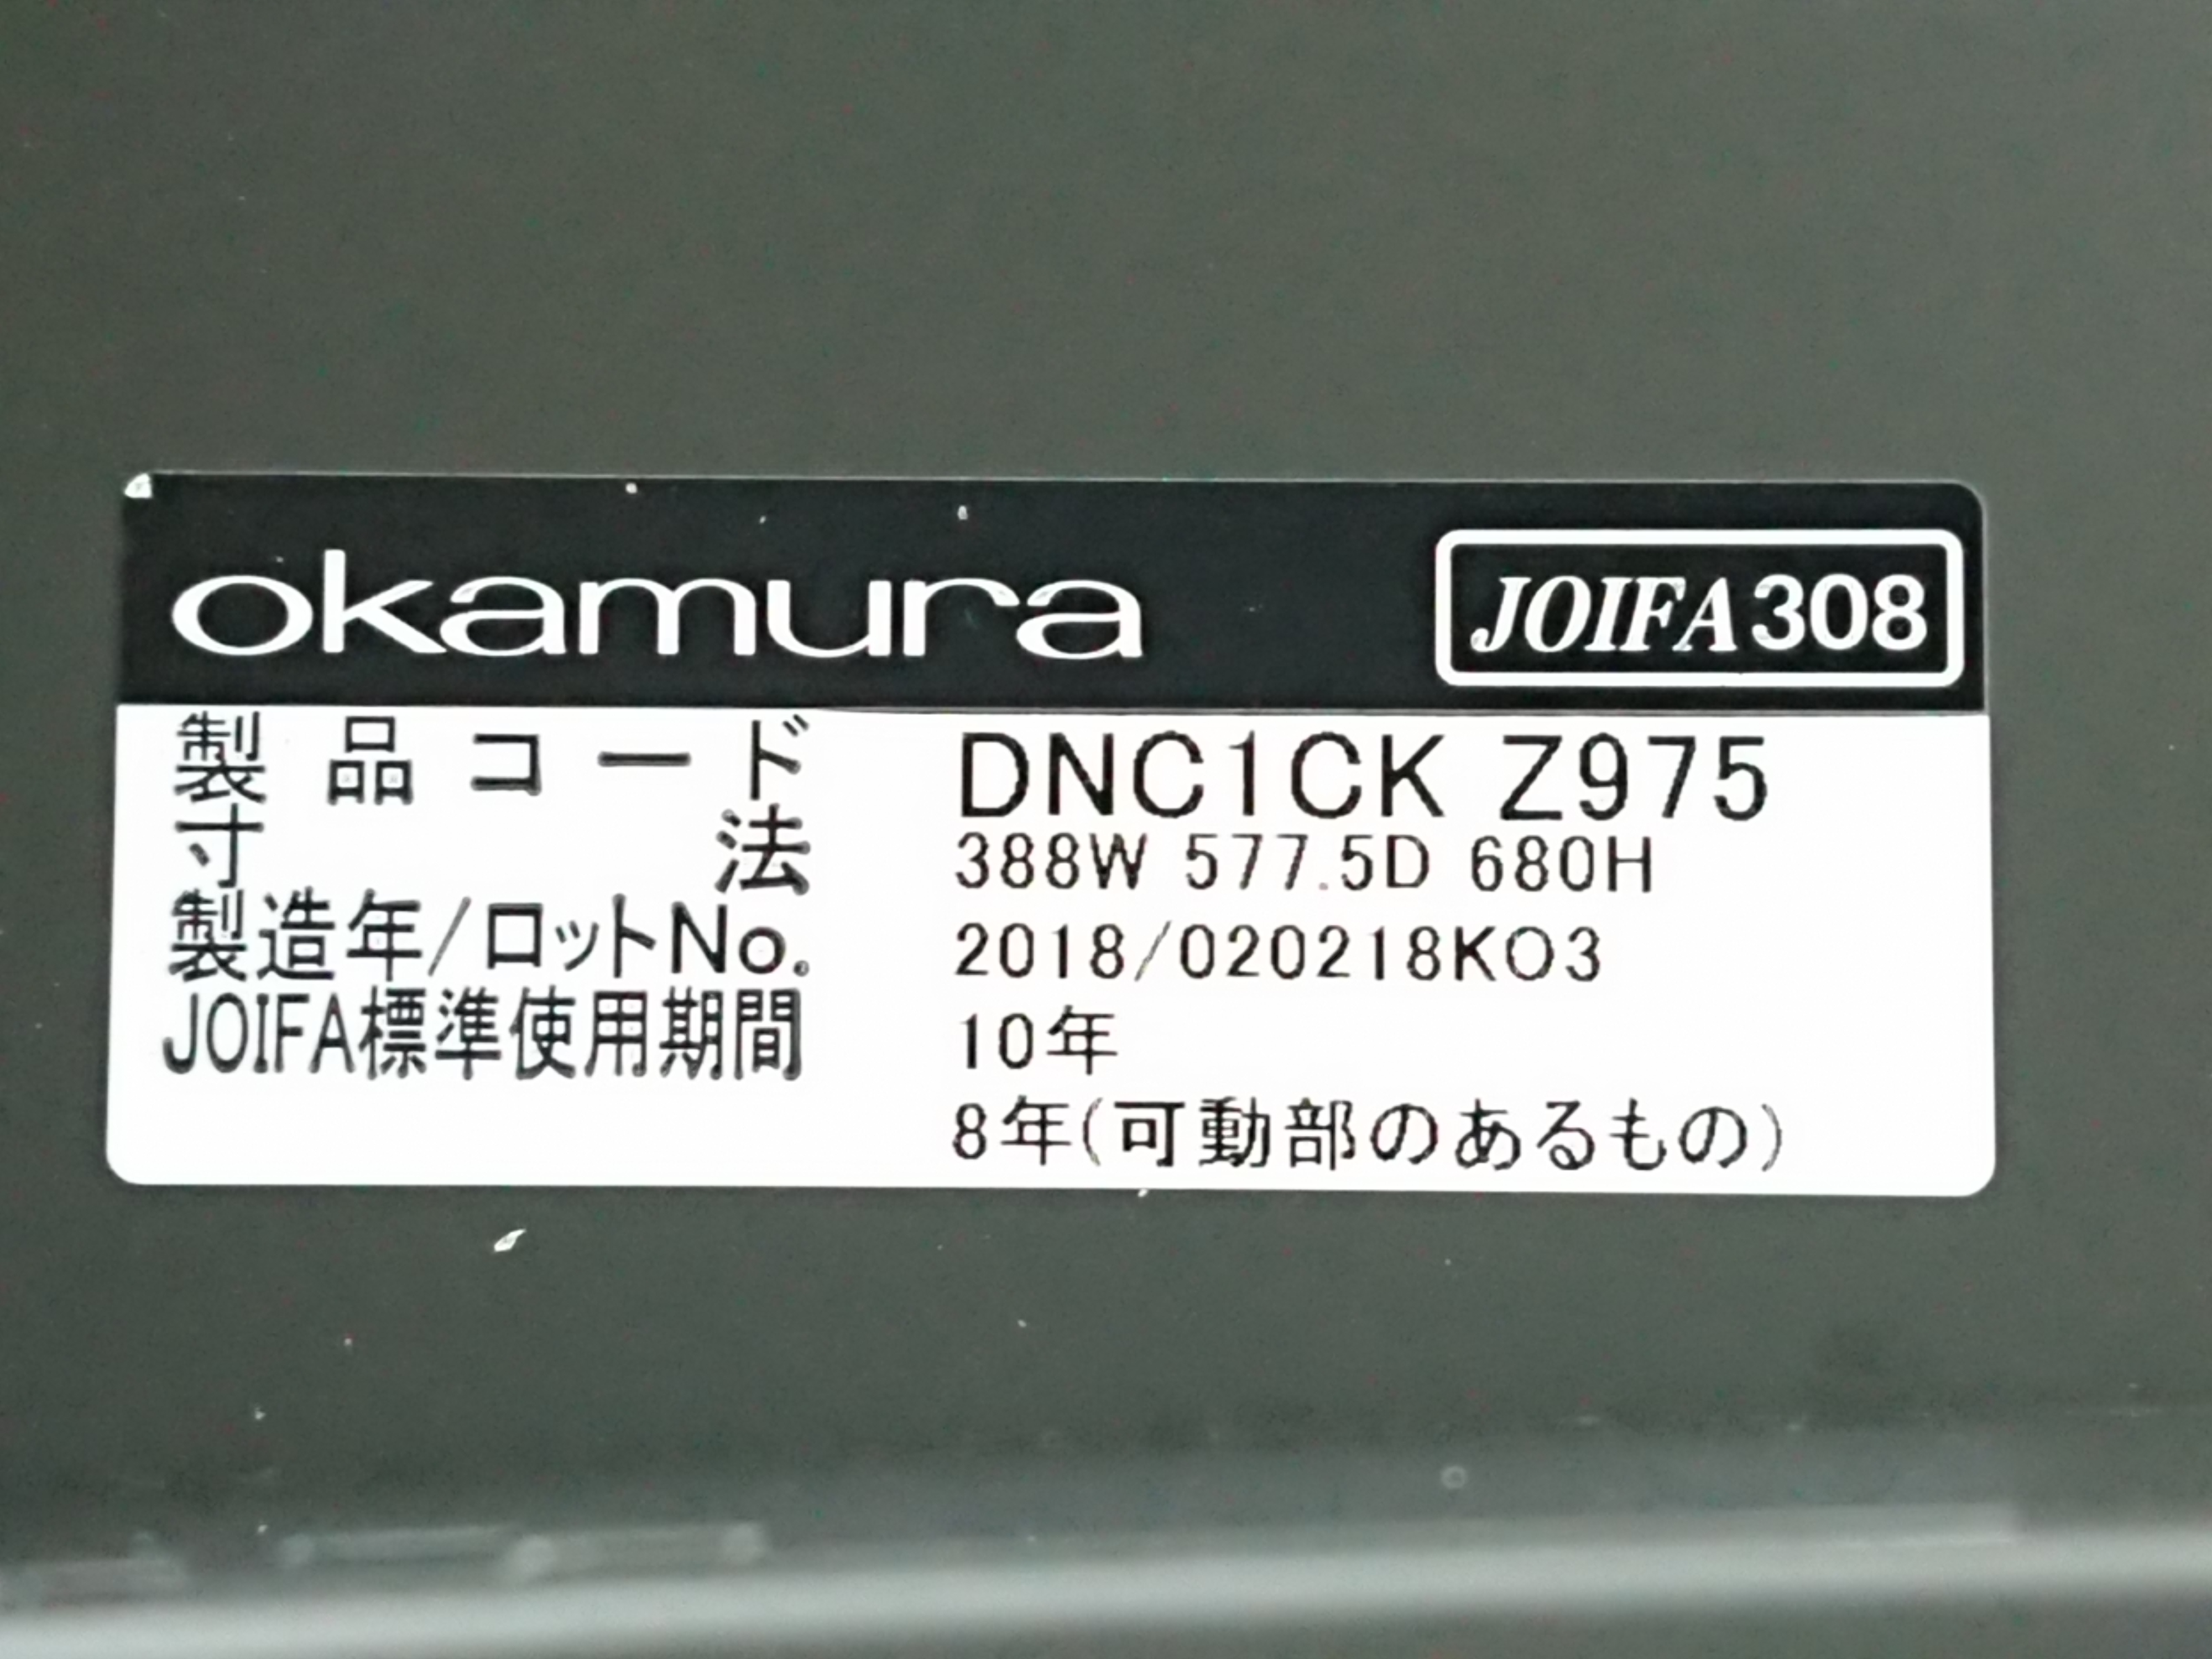 okamura JOIFA308
製品コード DNC1CK Z975
寸法 388W 577.5D 680H
製造年/ロットNo. 2018/020218KO3
JOIFA標準使用期間 10年
8年(可動部のあるもの)